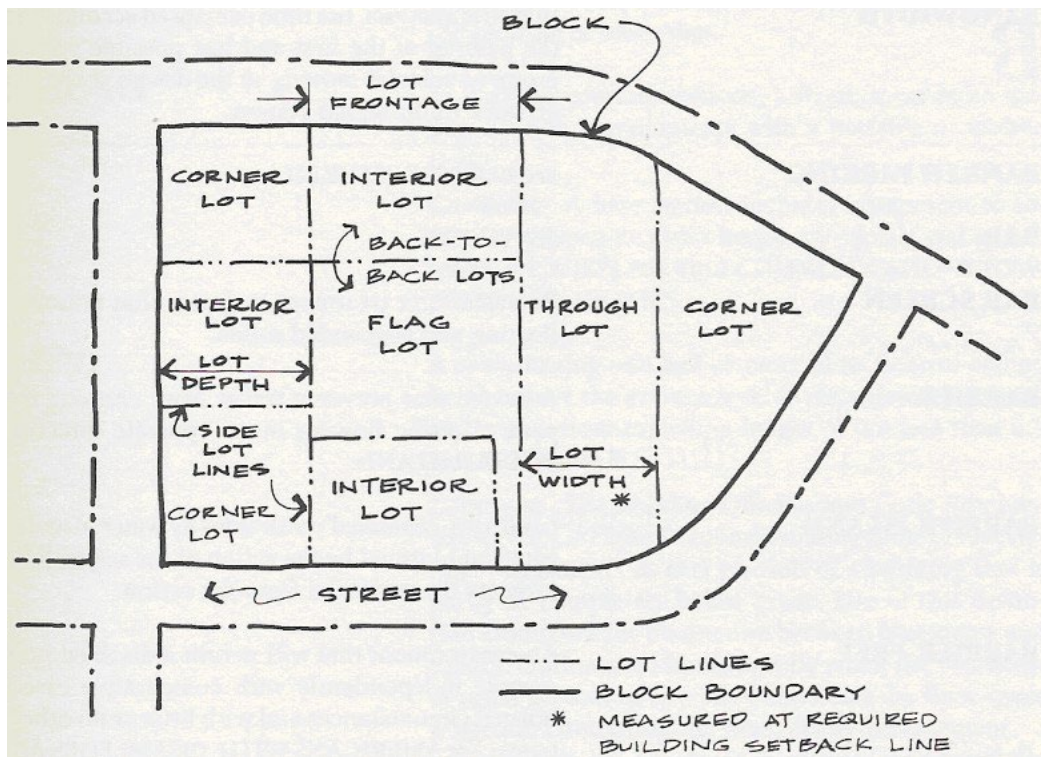 BLOCK
LOT
FRONTAGE
CORNER
LOT
INTERIOR
LOT
BACK-TO-
BACK LOTS
INTERIOR
LOT
FLAG
LOT
THROUGH
LOT
CORNER
LOT
LOT
DEPTH
SIDE
LOT
LINES
LOT
WIDTH
*
INTERIOR
LOT
CORNER
LOT
STREET
LOT LINES
BLOCK BOUNDARY
* MEASURED AT REQUIRED
BUILDING SETBACK LINE